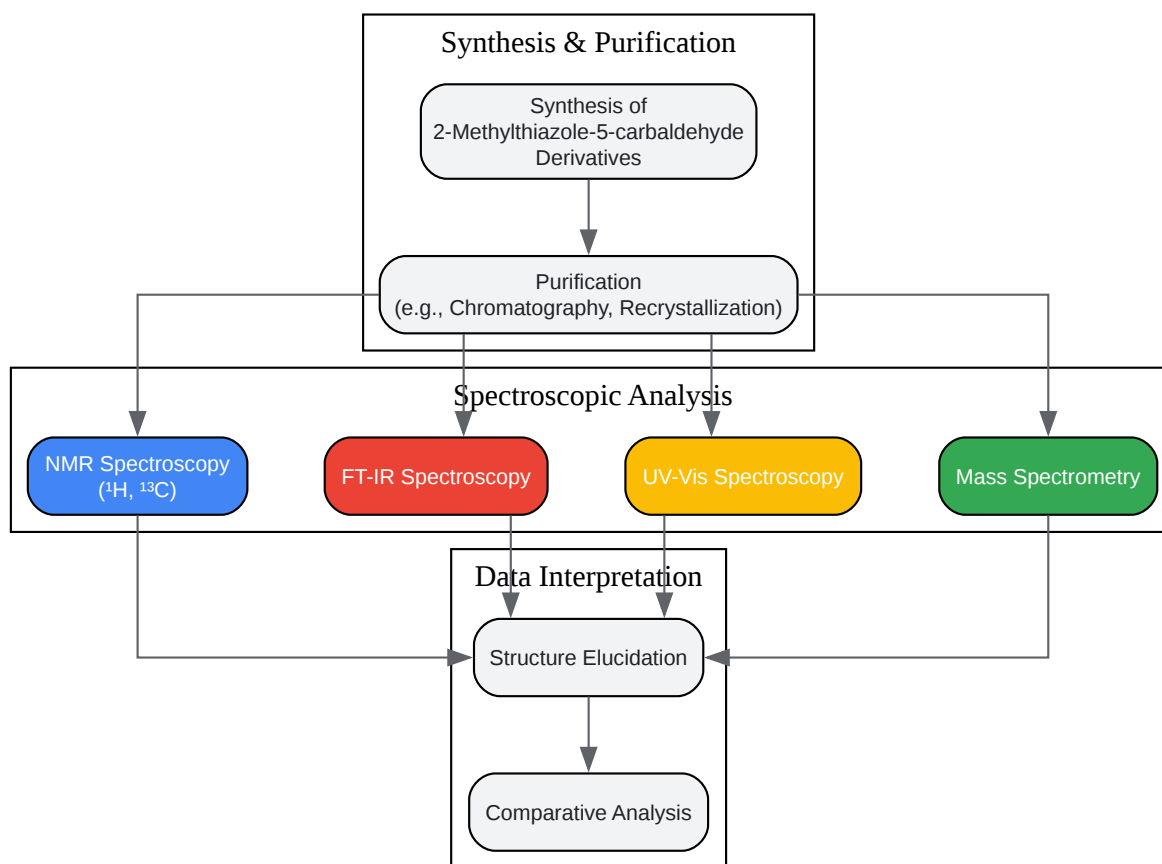 Synthesis & Purification
Synthesis of
2-Methylthiazole-5-carbaldehyde
Derivatives
Purification
(e.g., Chromatography, Recrystallization)
Spectroscopic Analysis
NMR Spectroscopy
(¹H, ¹³C)
FT-IR Spectroscopy
UV-Vis Spectroscopy
Mass Spectrometry
Data Interpretation
Structure Elucidation
Comparative Analysis